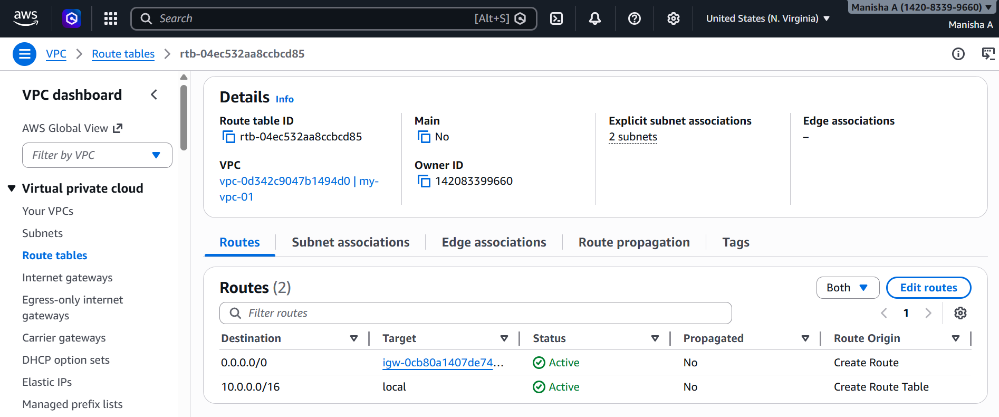 aws
Search [Alt+S]
United States (N. Virginia)
Manisha A (1420-8339-9660)
Manisha A
VPC
Route tables
rtb-04ec532aa8ccbcd85
VPC dashboard
AWS Global View
Filter by VPC
Virtual private cloud
Your VPCs
Subnets
Route tables
Internet gateways
Egress-only internet
gateways
Carrier gateways
DHCP option sets
Elastic IPs
Managed prefix lists
Details Info
Route table ID
rtb-04ec532aa8ccbcd85
Main
No
Explicit subnet associations
2 subnets
Edge associations
–
VPC
vpc-0d342c9047b1494d0 | my-
vpc-01
Owner ID
142083399660
Routes Subnet associations Edge associations Route propagation Tags
Routes (2)
Both
Edit routes
Filter routes
1
Destination Target Status Propagated Route Origin
0.0.0.0/0 igw-0cb80a1407de74... Active No Create Route
10.0.0.0/16 local Active No Create Route Table